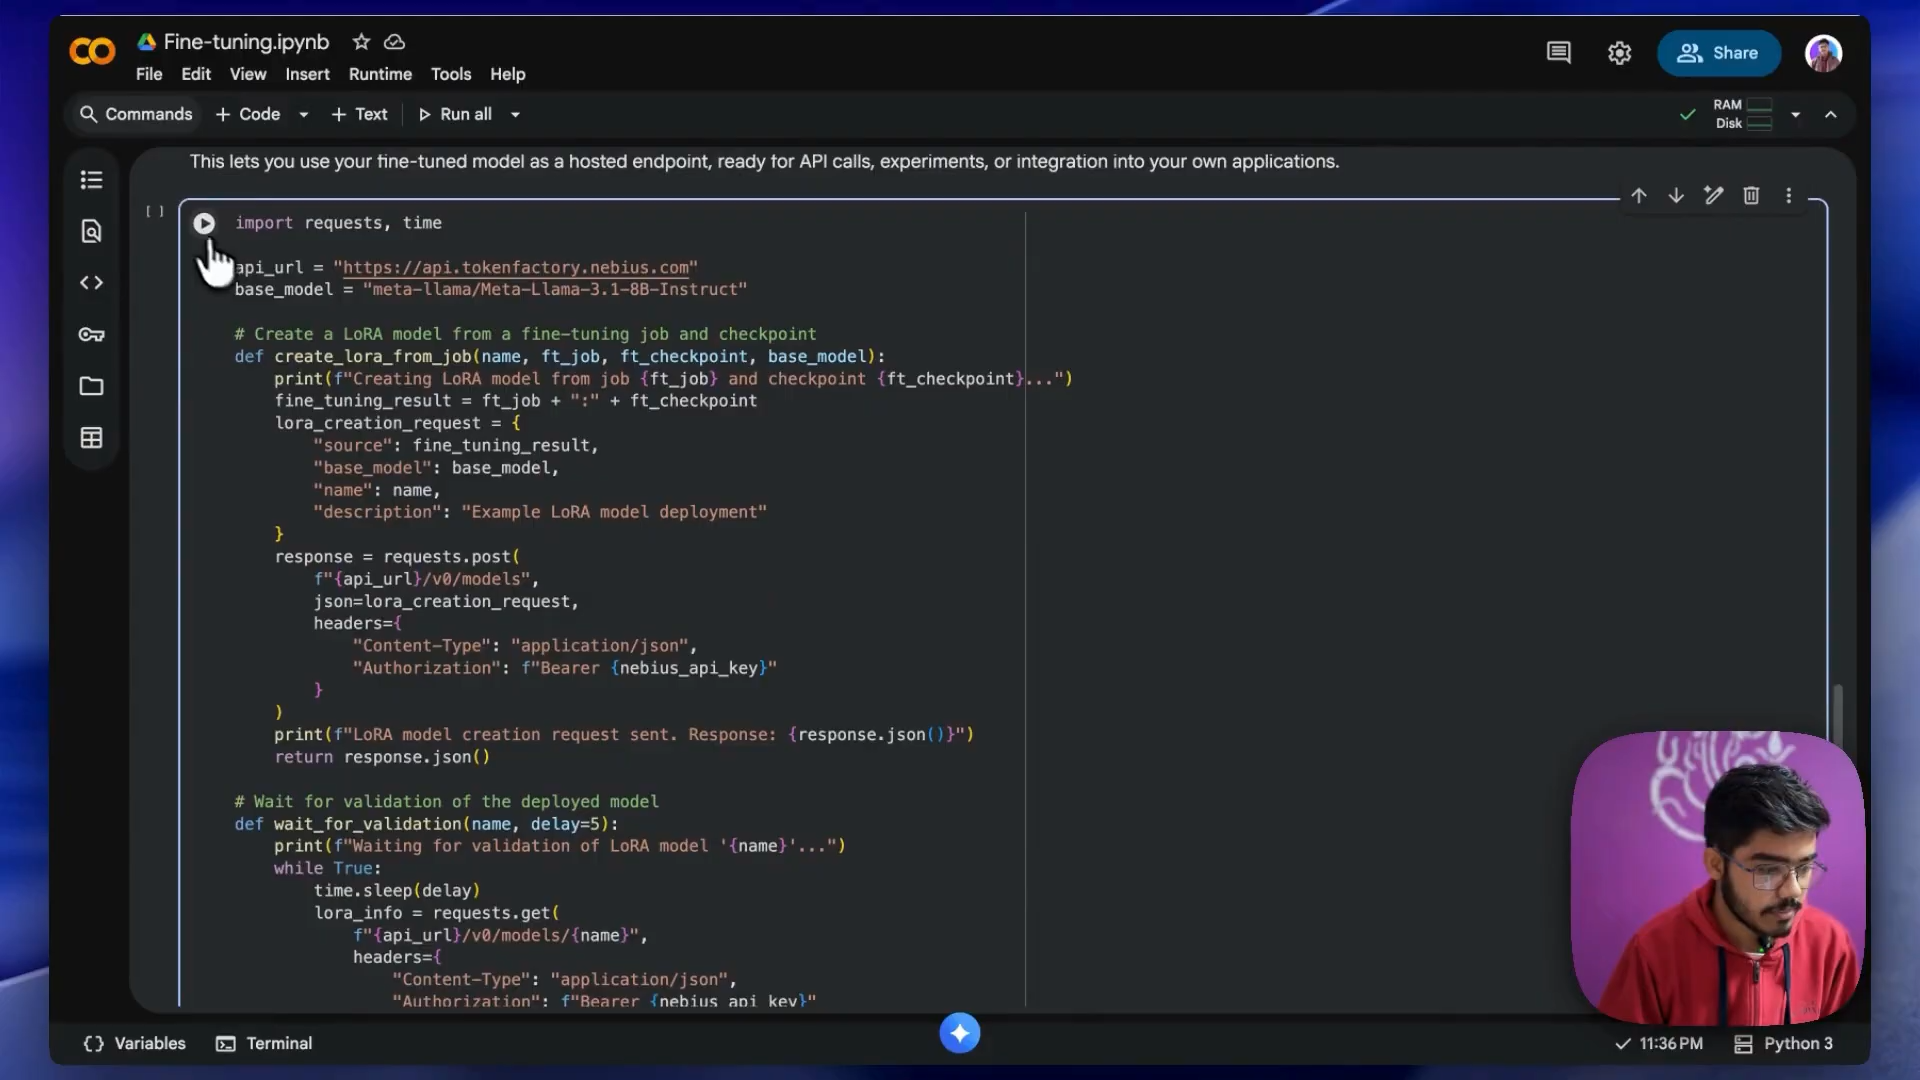 Fine-tuning.ipynb
File Edit View Insert Runtime Tools Help
Share
Commands + Code + Text Run all
RAM
Disk
This lets you use your fine-tuned model as a hosted endpoint, ready for API calls, experiments, or integration into your own applications.
[ ]
import requests, time
api_url = "https://api.tokenfactory.nebius.com"
base_model = "meta-llama/Meta-Llama-3.1-8B-Instruct"
# Create a LoRA model from a fine-tuning job and checkpoint
def create_lora_from_job(name, ft_job, ft_checkpoint, base_model):
    print(f"Creating LoRA model from job {ft_job} and checkpoint {ft_checkpoint}...")
    fine_tuning_result = ft_job + ":" + ft_checkpoint
    lora_creation_request = {
        "source": fine_tuning_result,
        "base_model": base_model,
        "name": name,
        "description": "Example LoRA model deployment"
    }
    response = requests.post(
        f"{api_url}/v0/models",
        json=lora_creation_request,
        headers={
            "Content-Type": "application/json",
            "Authorization": f"Bearer {nebius_api_key}"
        }
    )
    print(f"LoRA model creation request sent. Response: {response.json()}")
    return response.json()
# Wait for validation of the deployed model
def wait_for_validation(name, delay=5):
    print(f"Waiting for validation of LoRA model '{name}'...")
    while True:
        time.sleep(delay)
        lora_info = requests.get(
            f"{api_url}/v0/models/{name}",
            headers={
                "Content-Type": "application/json",
                "Authorization": f"Bearer {nebius_api_key}"
Variables Terminal
11:36 PM Python 3